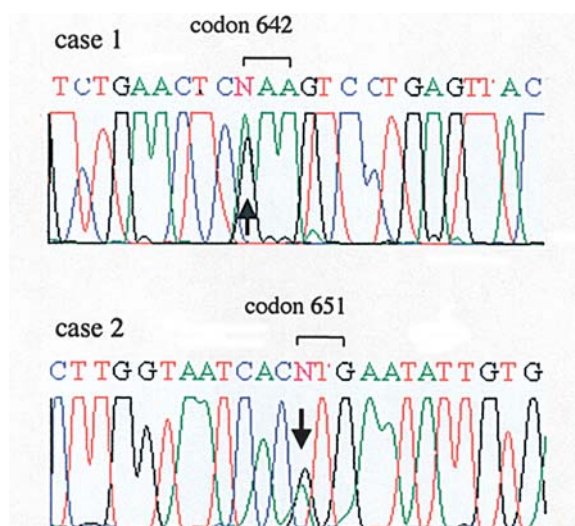 codon 642
case 1
TCTGAACTCNAAGTCCTGAGTTAC
codon 651
case 2
CTTGGTAATCACNTGAATATTGTG